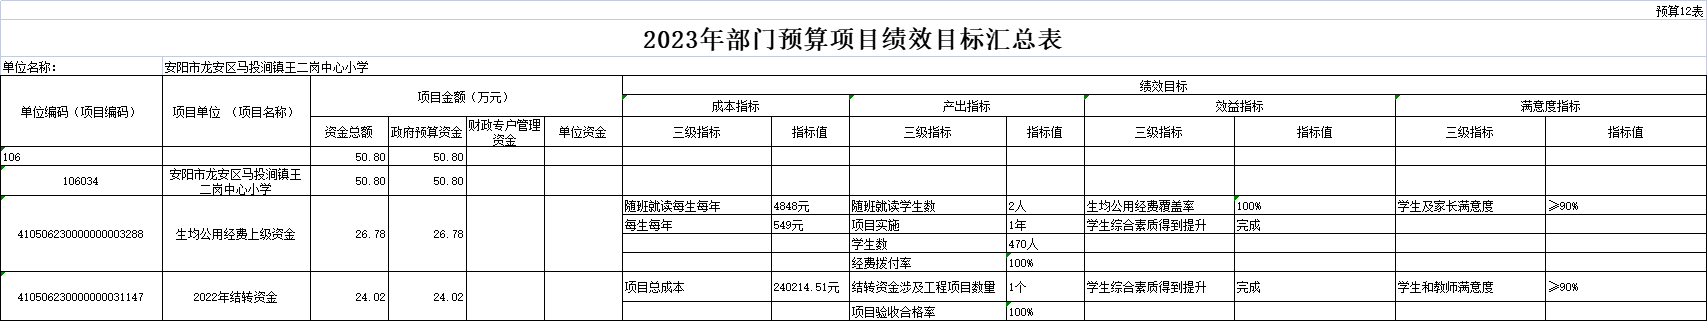 预算12表
2023年部门预算项目绩效目标汇总表
单位名称: 安阳市龙安区马投涧镇王二岗中心小学
单位编码（项目编码） 项目单位 （项目名称） 项目金额（万元） 绩效目标
成本指标 产出指标 效益指标 满意度指标
资金总额 政府预算资金 财政专户管理资金 单位资金 三级指标 指标值 三级指标 指标值 三级指标 指标值 三级指标 指标值
106 50.80 50.80
106034 安阳市龙安区马投涧镇王二岗中心小学 50.80 50.80
410506230000000003288 生均公用经费上级资金 26.78 26.78 随班就读每生每年 4848元 随班就读学生数 2人 生均公用经费覆盖率 100% 学生及家长满意度 ≥90%
每生每年 549元 项目实施 1年 学生综合素质得到提升 完成
学生数 470人
经费拨付率 100%
410506230000000031147 2022年结转资金 24.02 24.02 项目总成本 240214.51元 结转资金涉及工程项目数量 1个 学生综合素质得到提升 完成 学生和教师满意度 ≥90%
项目验收合格率 100%